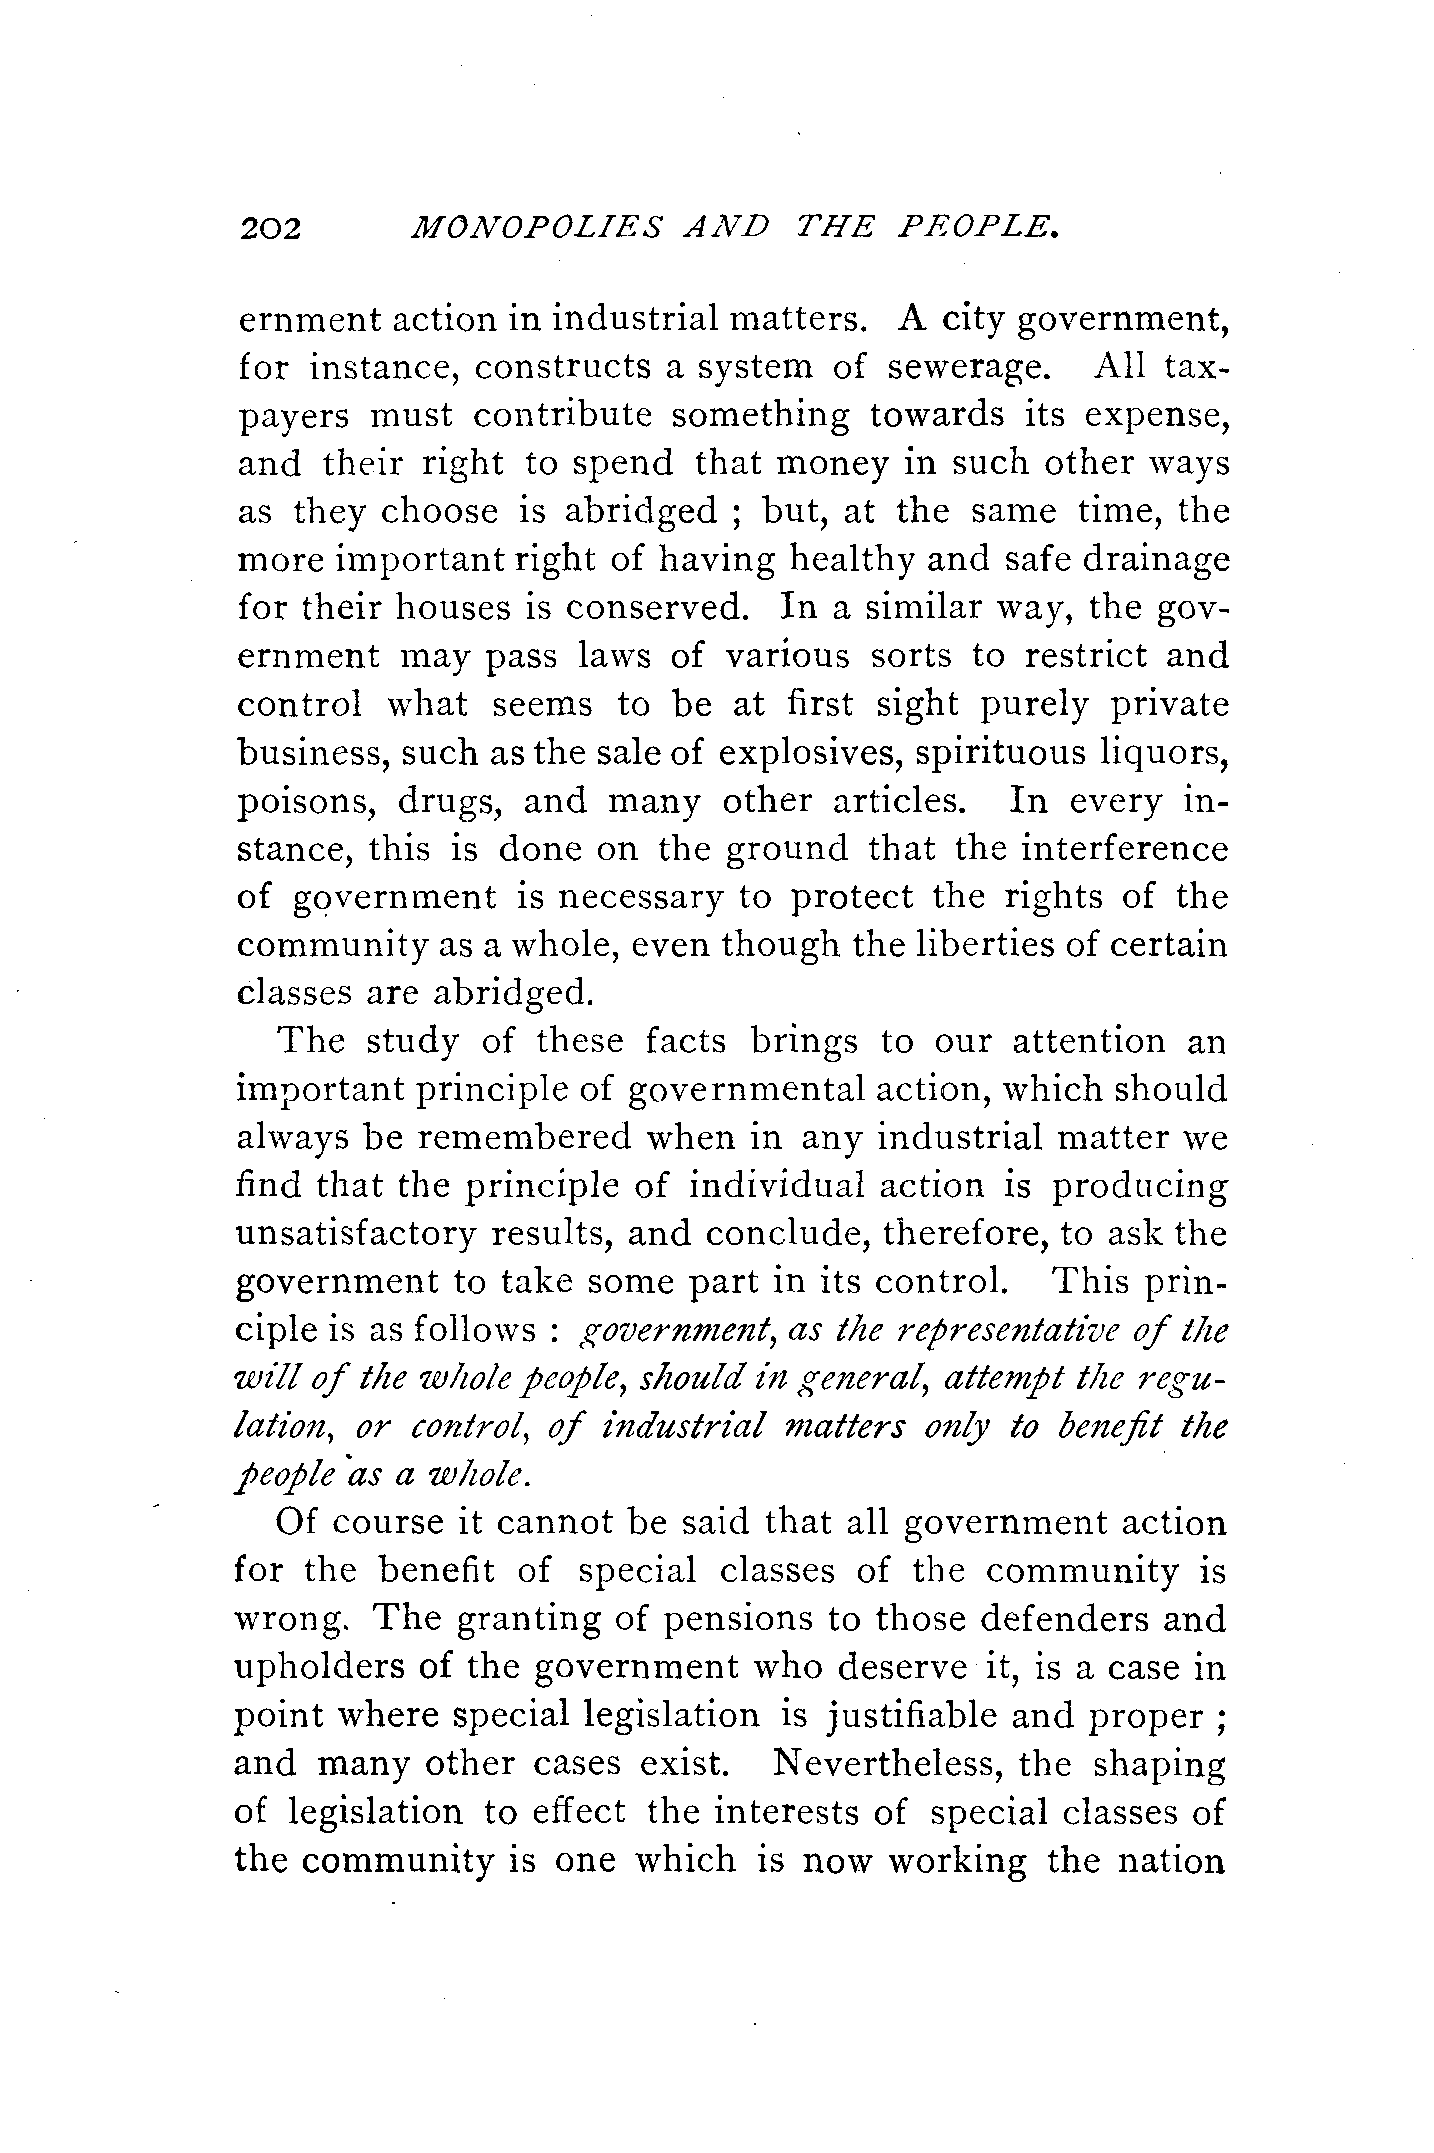 202 MONOPOLIES AND THE PEOPLE.
ernment action in industrial matters. A city government,
for instance, constructs a system of sewerage. All tax-
payers must contribute something towards its expense,
and their right to spend that money in such other ways
as they choose is abridged ; but, at the same time, the
more important right of having healthy and safe drainage
for their houses is conserved. In a similar way, the gov-
ernment may pass laws of various sorts to restrict and
control what seems to be at first sight purely private
business, such as the sale of explosives, spirituous liquors,
poisons, drugs, and many other articles. In every in-
stance, this is done on the ground that the interference
of government is necessary to protect the rights of the
community as a whole, even though the liberties of certain
classes are abridged.
The study of these facts brings to our attention an
important principle of governmental action, which should
always be remembered when in any industrial matter we
find that the principle of individual action is producing
unsatisfactory results, and conclude, therefore, to ask the
government to take some part in its control. This prin-
ciple is as follows : government, as the representative of the
will of the whole people, should in general, attempt the regu-
lation, or control, of industrial matters only to benefit the
people as a whole.
Of course it cannot be said that all government action
for the benefit of special classes of the community is
wrong. The granting of pensions to those defenders and
upholders of the government who deserve it, is a case in
point where special legislation is justifiable and proper ;
and many other cases exist. Nevertheless, the shaping
of legislation to effect the interests of special classes of
the community is one which is now working the nation